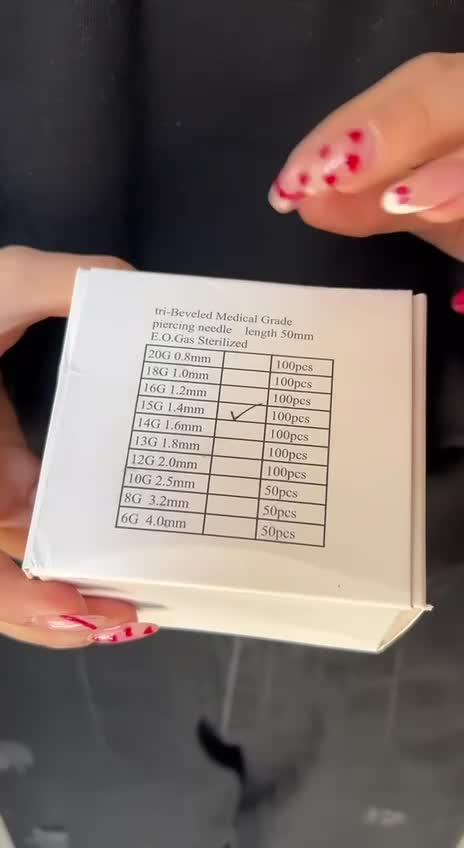 tri-Beveled Medical Grade
piercing needle length 50mm
E.O.Gas Sterilized
20G 0.8mm 100pcs
18G 1.0mm 100pcs
16G 1.2mm 100pcs
15G 1.4mm ✓ 100pcs
14G 1.6mm 100pcs
13G 1.8mm 100pcs
12G 2.0mm 100pcs
10G 2.5mm 50pcs
8G 3.2mm 50pcs
6G 4.0mm 50pcs